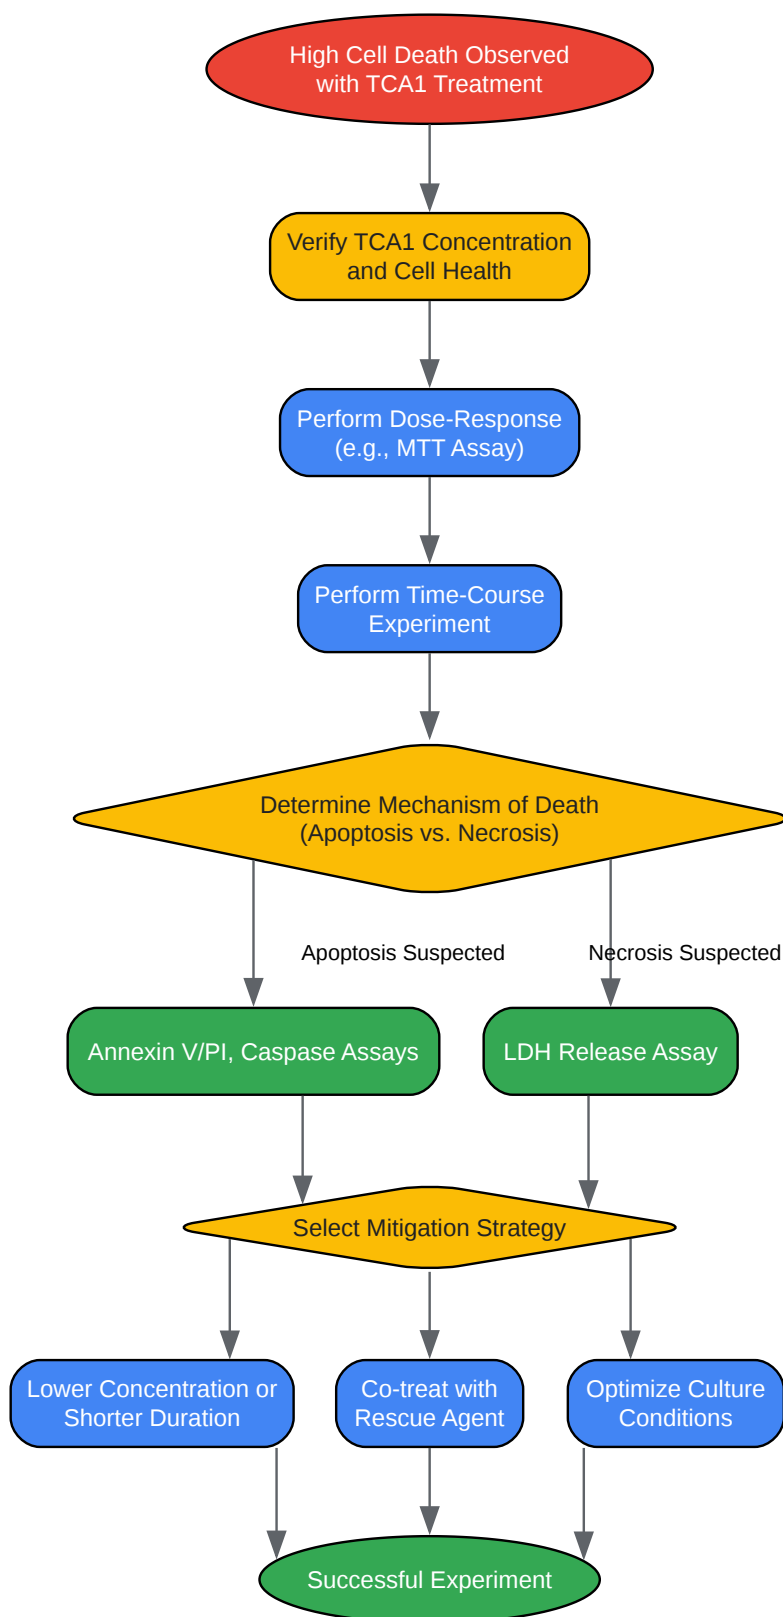 High Cell Death Observed
with TCA1 Treatment
Verify TCA1 Concentration
and Cell Health
Perform Dose-Response
(e.g., MTT Assay)
Perform Time-Course
Experiment
Determine Mechanism of Death
(Apoptosis vs. Necrosis)
Apoptosis Suspected
Necrosis Suspected
Annexin V/PI, Caspase Assays
LDH Release Assay
Select Mitigation Strategy
Lower Concentration or
Shorter Duration
Co-treat with
Rescue Agent
Optimize Culture
Conditions
Successful Experiment